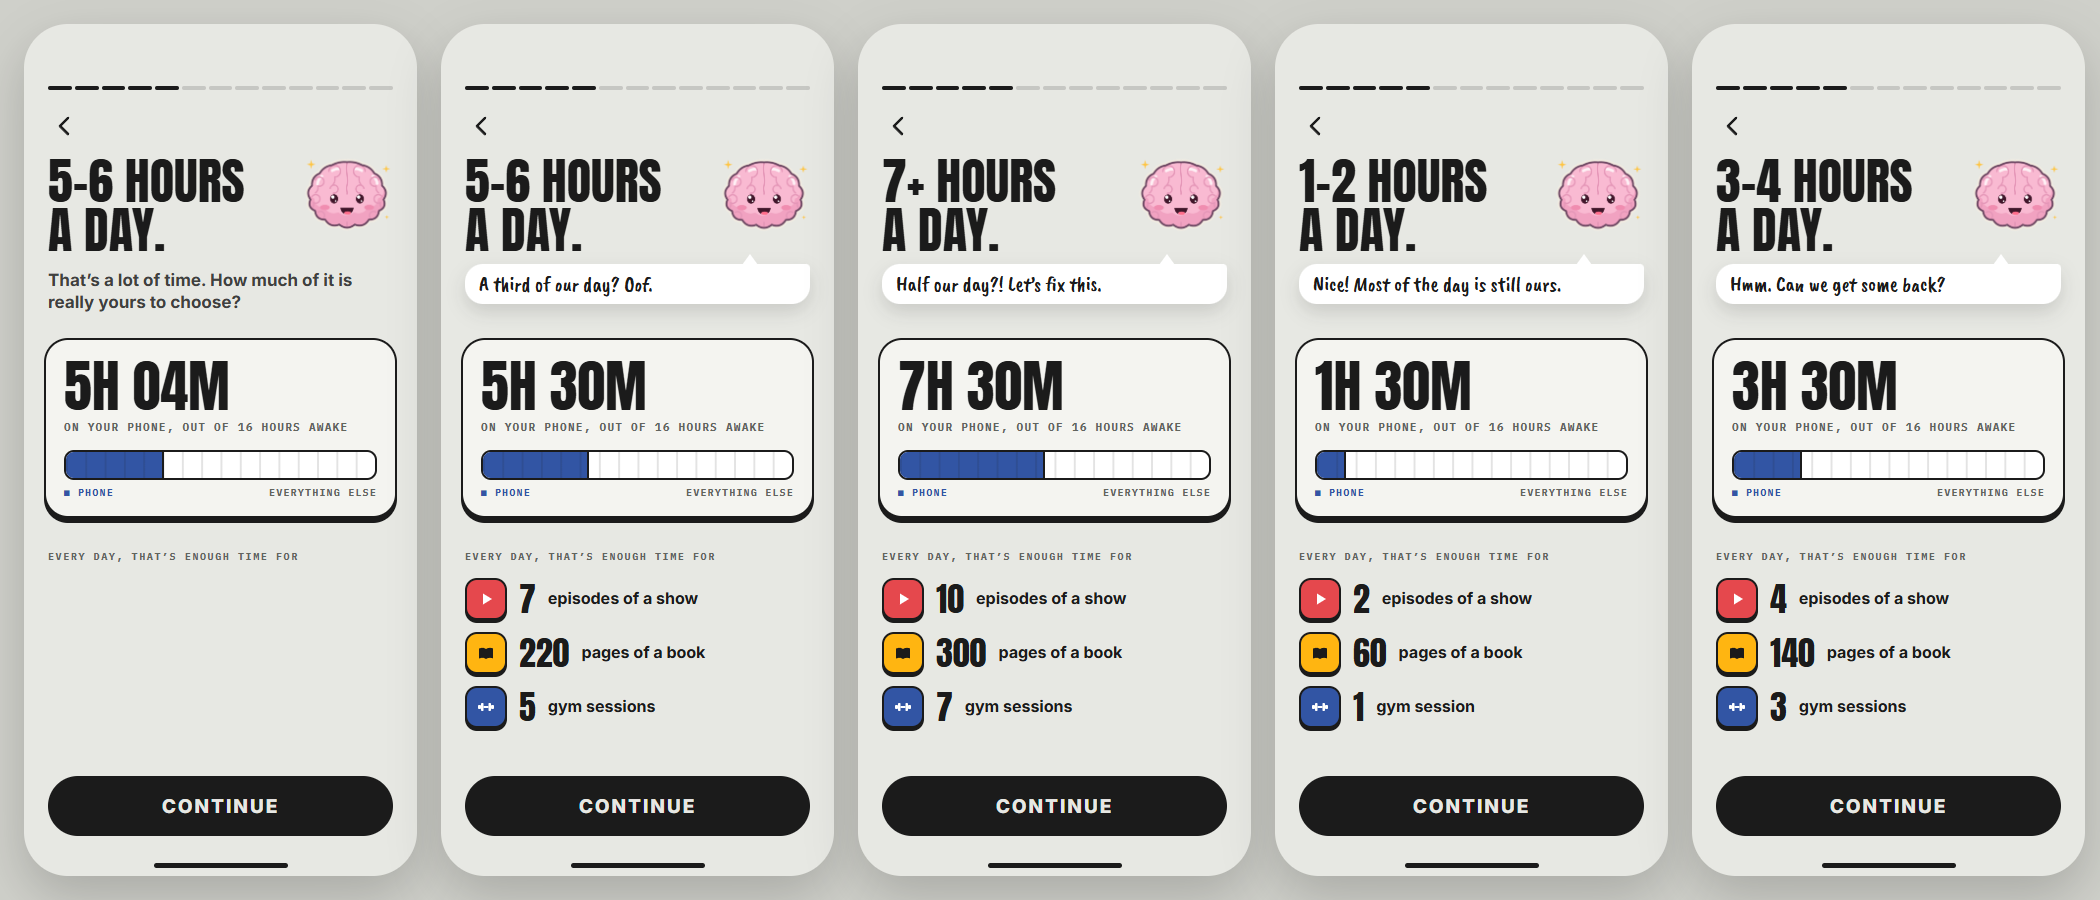 5-6 HOURS
A DAY.
That's a lot of time. How much of it is
really yours to choose?
5H 04M
ON YOUR PHONE, OUT OF 16 HOURS AWAKE
PHONE
EVERYTHING ELSE
EVERY DAY, THAT'S ENOUGH TIME FOR
CONTINUE
5-6 HOURS
A DAY.
A third of our day? Oof.
5H 30M
ON YOUR PHONE, OUT OF 16 HOURS AWAKE
PHONE
EVERYTHING ELSE
EVERY DAY, THAT'S ENOUGH TIME FOR
7 episodes of a show
220 pages of a book
5 gym sessions
CONTINUE
7+ HOURS
A DAY.
Half our day?! Let's fix this.
7H 30M
ON YOUR PHONE, OUT OF 16 HOURS AWAKE
PHONE
EVERYTHING ELSE
EVERY DAY, THAT'S ENOUGH TIME FOR
10 episodes of a show
300 pages of a book
7 gym sessions
CONTINUE
1-2 HOURS
A DAY.
Nice! Most of the day is still ours.
1H 30M
ON YOUR PHONE, OUT OF 16 HOURS AWAKE
PHONE
EVERYTHING ELSE
EVERY DAY, THAT'S ENOUGH TIME FOR
2 episodes of a show
60 pages of a book
1 gym session
CONTINUE
3-4 HOURS
A DAY.
Hmm. Can we get some back?
3H 30M
ON YOUR PHONE, OUT OF 16 HOURS AWAKE
PHONE
EVERYTHING ELSE
EVERY DAY, THAT'S ENOUGH TIME FOR
4 episodes of a show
140 pages of a book
3 gym sessions
CONTINUE